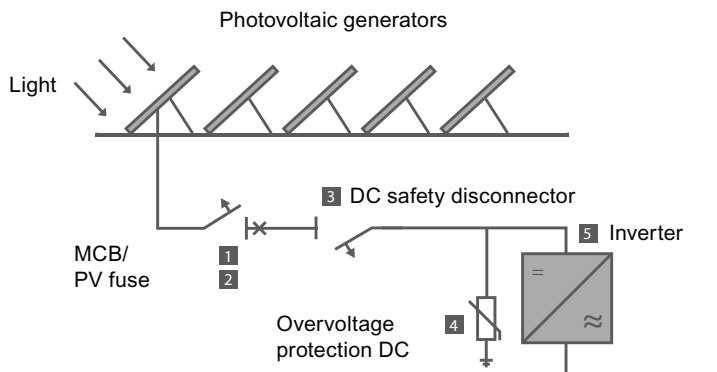 Photovoltaic generators
Light
3 DC safety disconnector
5 Inverter
MCB/
PV fuse
1
2
Overvoltage
protection DC
4
=
≈